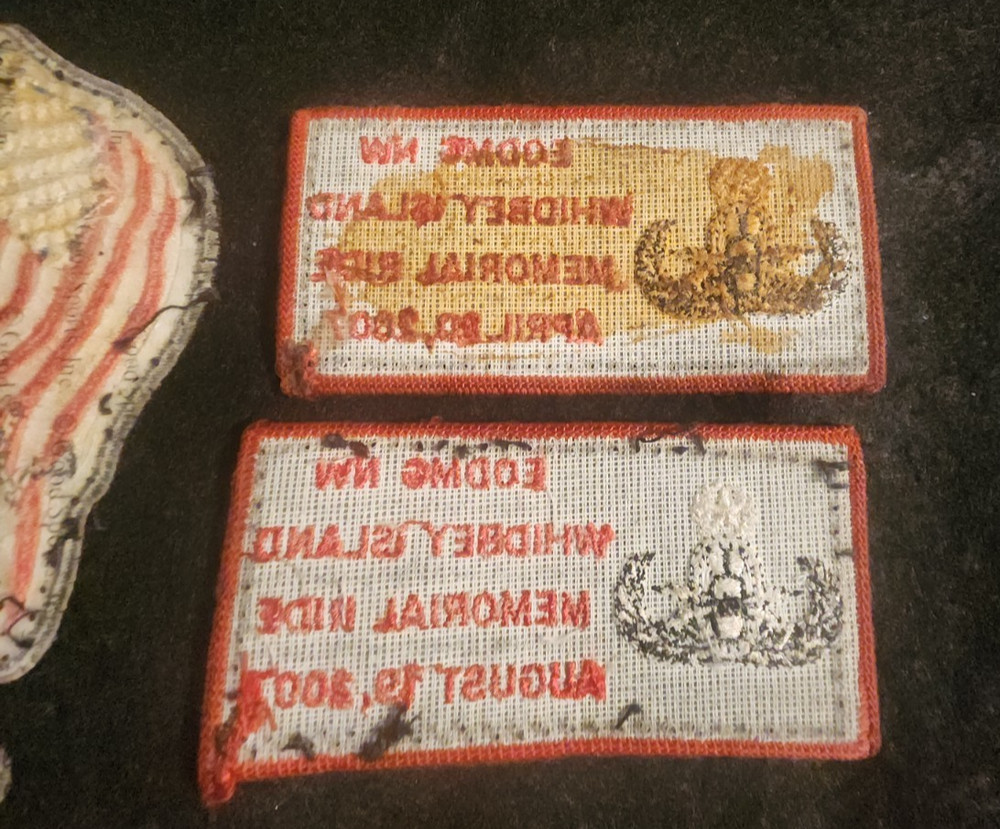 EODMG NW
WHIDBEY ISLAND
MEMORIAL RIDE
APRIL 20, 2007
EODMG NW
WHIDBEY ISLAND
MEMORIAL RIDE
AUGUST 19, 2007